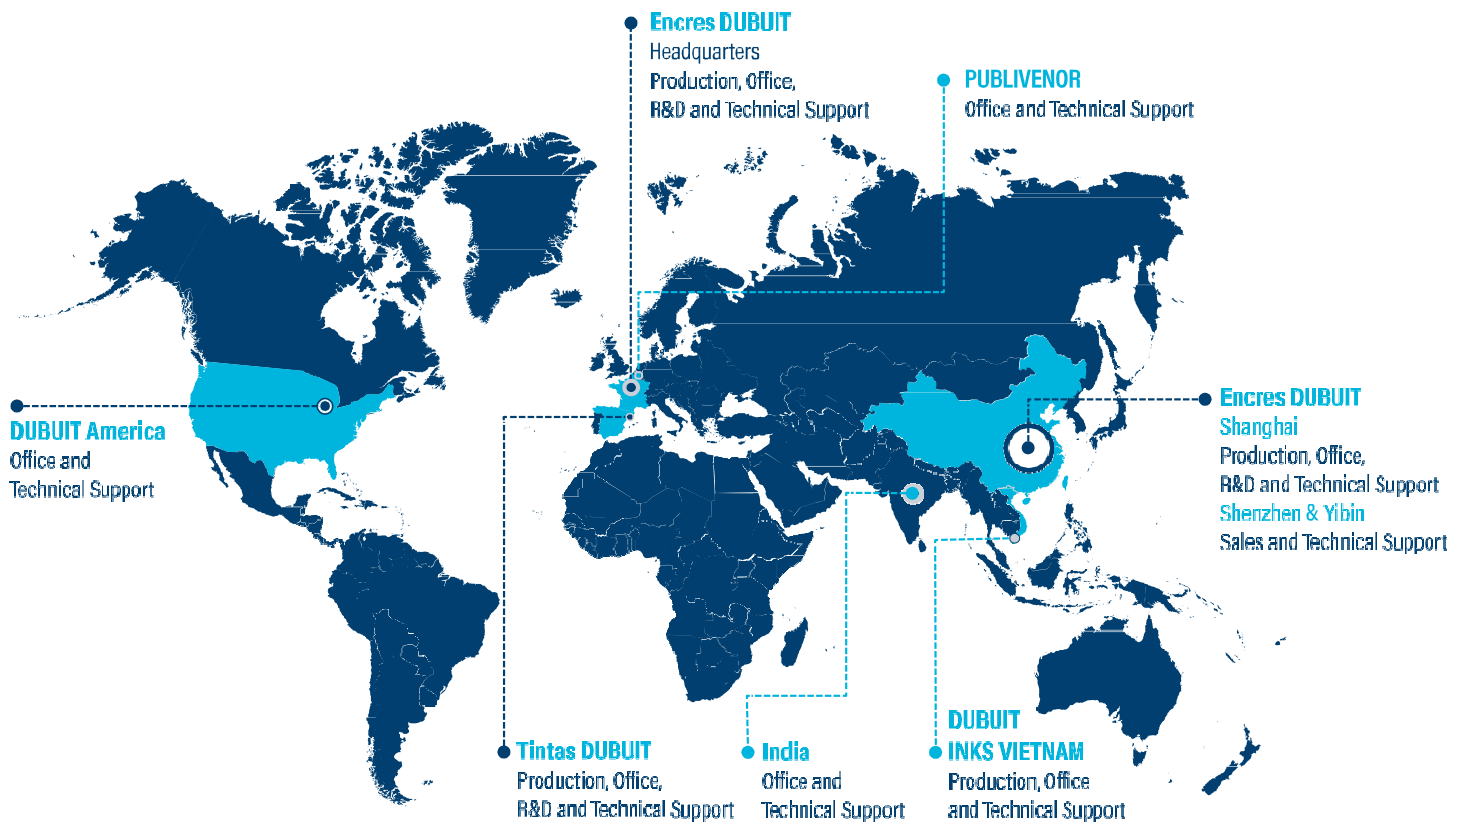 Encres DUBUIT
Headquarters
Production, Office,
R&D and Technical Support
PUBLIVENOR
Office and Technical Support
DUBUIT America
Office and
Technical Support
Encres DUBUIT
Shanghai
Production, Office,
R&D and Technical Support
Shenzhen & Yibin
Sales and Technical Support
Tintas DUBUIT
Production, Office,
R&D and Technical Support
India
Office and
Technical Support
DUBUIT
INKS VIETNAM
Production, Office
and Technical Support